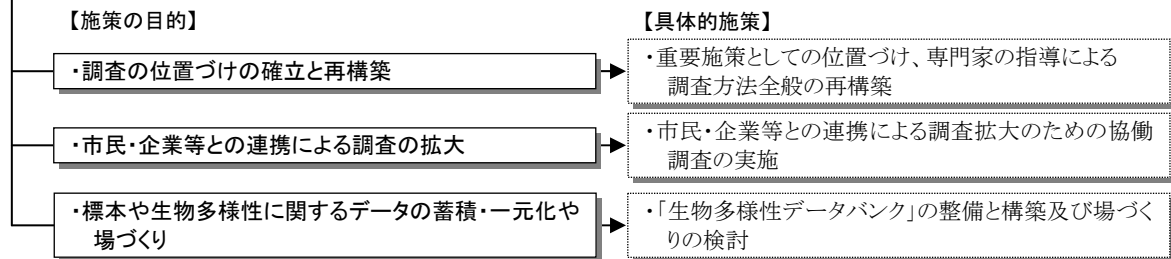 【施策の目的】
【具体的施策】
・調査の位置づけの確立と再構築
・重要施策としての位置づけ、専門家の指導による
調査方法全般の再構築
・市民・企業等との連携による調査の拡大
・市民・企業等との連携による調査拡大のための協働
調査の実施
・標本や生物多様性に関するデータの蓄積・一元化や
場づくり
・「生物多様性データバンク」の整備と構築及び場づく
りの検討